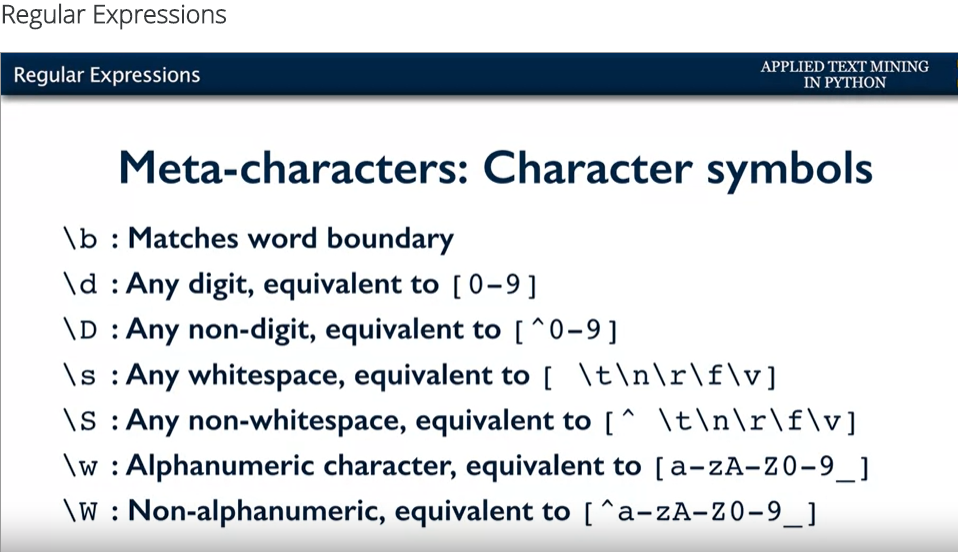 Regular Expressions
Regular Expressions
APPLIED TEXT MINING
IN PYTHON
Meta-characters: Character symbols
\b : Matches word boundary
\d : Any digit, equivalent to [0-9]
\D : Any non-digit, equivalent to [^0-9]
\s : Any whitespace, equivalent to [ \t\n\r\f\v]
\S : Any non-whitespace, equivalent to [^ \t\n\r\f\v]
\w : Alphanumeric character, equivalent to [a-zA-Z0-9_]
\W : Non-alphanumeric, equivalent to [^a-zA-Z0-9_]